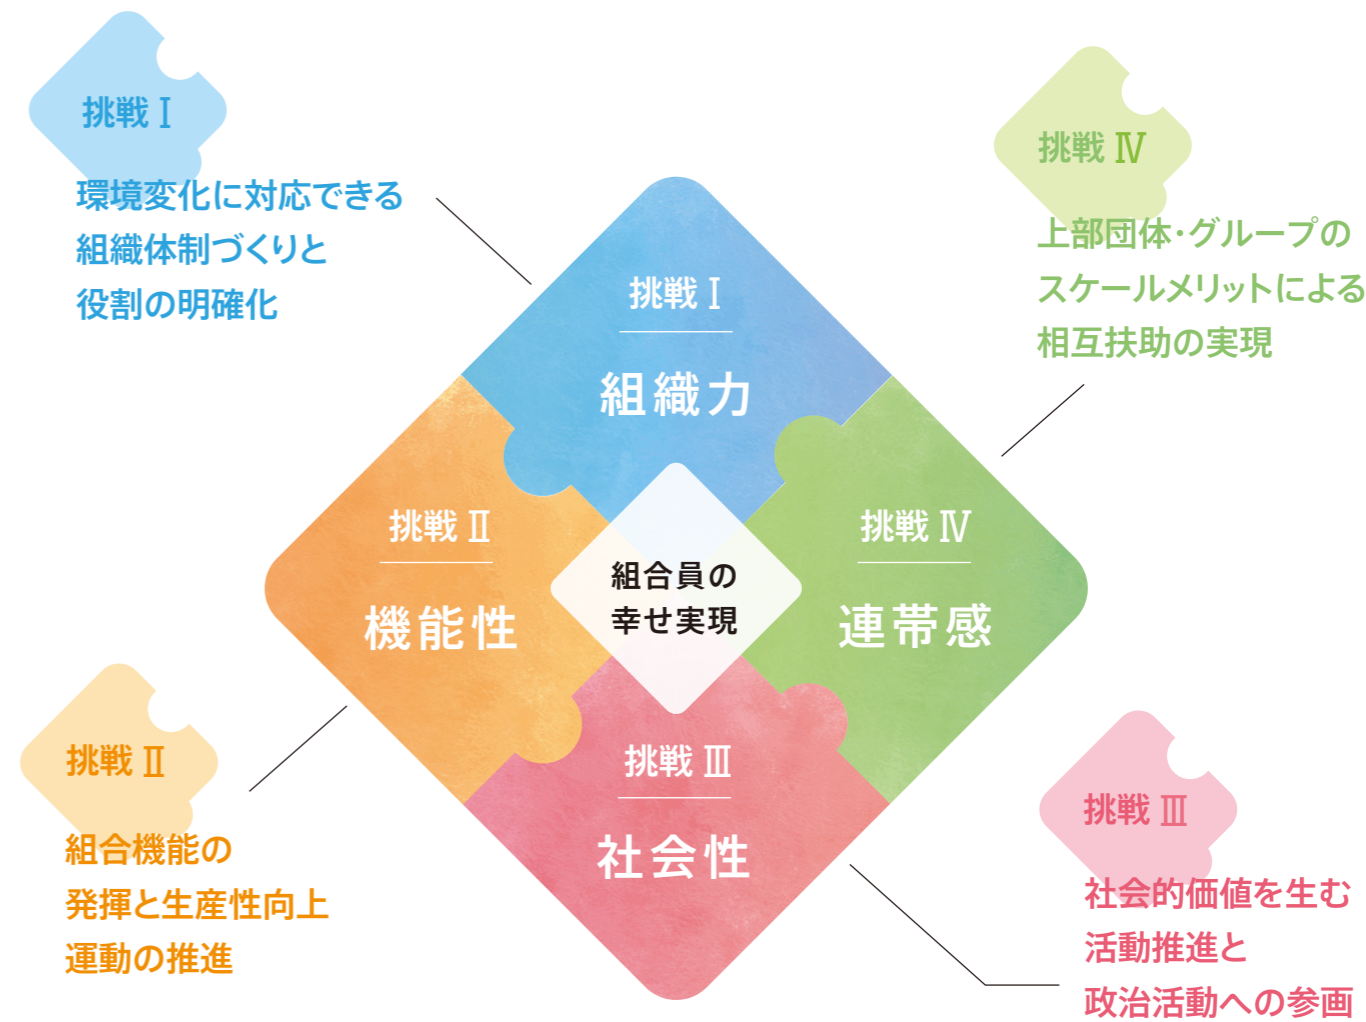 挑戦 Ⅰ
環境変化に対応できる
組織体制づくりと
役割の明確化
挑戦 Ⅳ
上部団体・グループの
スケールメリットによる
相互扶助の実現
挑戦 Ⅰ
組織力
挑戦 Ⅱ
機能性
組合員の
幸せ実現
挑戦 Ⅳ
連帯感
挑戦 Ⅲ
社会性
挑戦 Ⅱ
組合機能の
発揮と生産性向上
運動の推進
挑戦 Ⅲ
社会的価値を生む
活動推進と
政治活動への参画